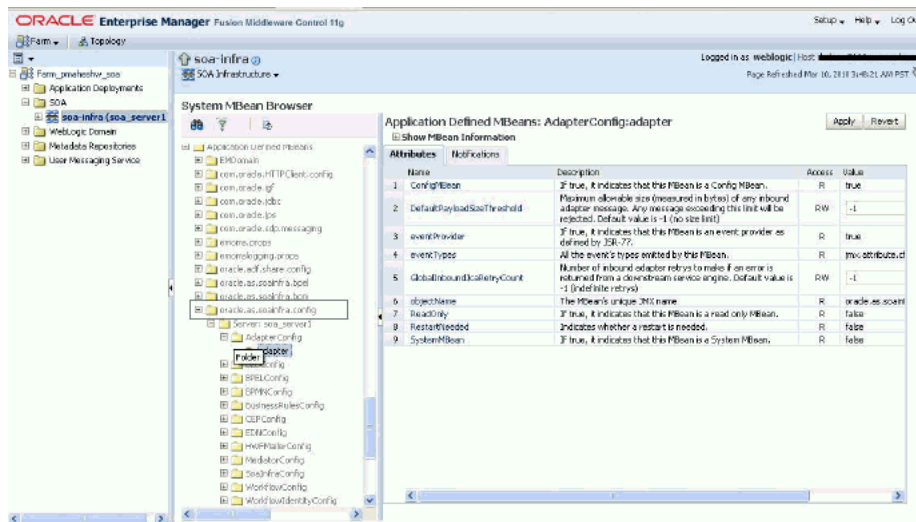 ORACLE Enterprise Manager Fusion Middleware Control 11g
Setup Help Log
Farm Topology
soa-infra
Logged in as weblogic Host
SOA Infrastructure
Page Refreshed Mar 10, 3:48:21 AM PST
Farm_pmaheshw_soa
Application Deployments
SOA
soa-infra (soa_server1
WebLogic Domain
Metadata Repositories
User Messaging Service
System MBean Browser
Application Defined MBeans
EMDomain
com.oracle.HTTPClient.config
com.oracle.igf
com.oracle.jdbc
com.oracle.jps
com.oracle.sdp.messaging
emoms.props
emomslogging.props
oracle.adf.share.config
oracle.as.soainfra.bpel
oracle.as.soainfra.bpm
oracle.as.soainfra.config
Server: soa_server1
AdapterConfig
adapter
Folder
BPELConfig
BPMNConfig
BusinessRulesConfig
CEPConfig
EDNConfig
HWFMailerConfig
MediatorConfig
SoaInfraConfig
WorkflowConfig
WorkflowIdentityConfig
Application Defined MBeans: AdapterConfig:adapter
Apply Revert
Show MBean Information
Attributes Notifications
Name Description Access Value
1 ConfigMBean If true, it indicates that this MBean is a Config MBean. R true
2 DefaultPayloadSizeThreshold Maximum allowable size (measured in bytes) of any inbound adapter message. Any message exceeding this limit will be rejected. Default value is -1 (no size limit) RW -1
3 eventProvider If true, it indicates that this MBean is an event provider as defined by JSR-77. R true
4 eventTypes All the event's types emitted by this MBean. R jmx.attribute.cl
5 GlobalInboundJcaRetryCount Number of inbound adapter retrys to make if an error is returned from a downstream service engine. Default value is -1 (indefinite retrys) RW -1
6 objectName The MBean's unique JMX name R oracle.as.soainf
7 ReadOnly If true, it indicates that this MBean is a read only MBean. R false
8 RestartNeeded Indicates whether a restart is needed. R false
9 SystemMBean If true, it indicates that this MBean is a System MBean. R false